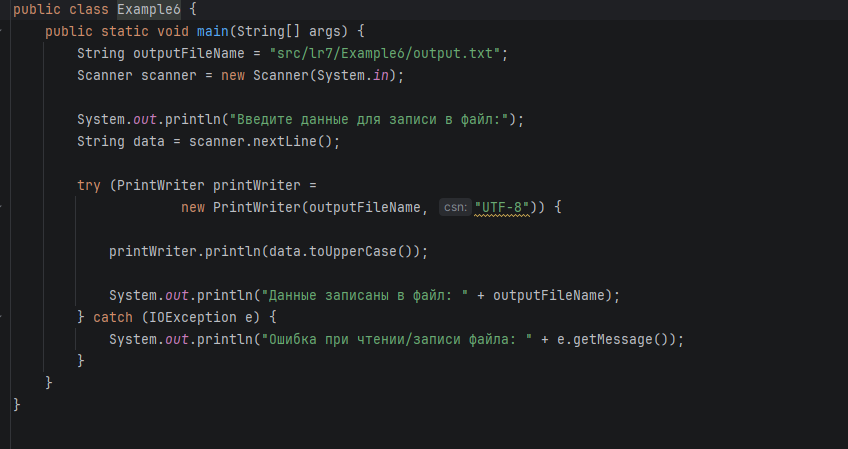 public class Example6 {
    public static void main(String[] args) {
        String outputFileName = "src/lr7/Example6/output.txt";
        Scanner scanner = new Scanner(System.in);

        System.out.println("Введите данные для записи в файл:");
        String data = scanner.nextLine();

        try (PrintWriter printWriter =
                     new PrintWriter(outputFileName, csn: "UTF-8")) {

            printWriter.println(data.toUpperCase());

            System.out.println("Данные записаны в файл: " + outputFileName);
        } catch (IOException e) {
            System.out.println("Ошибка при чтении/записи файла: " + e.getMessage());
        }
    }
}